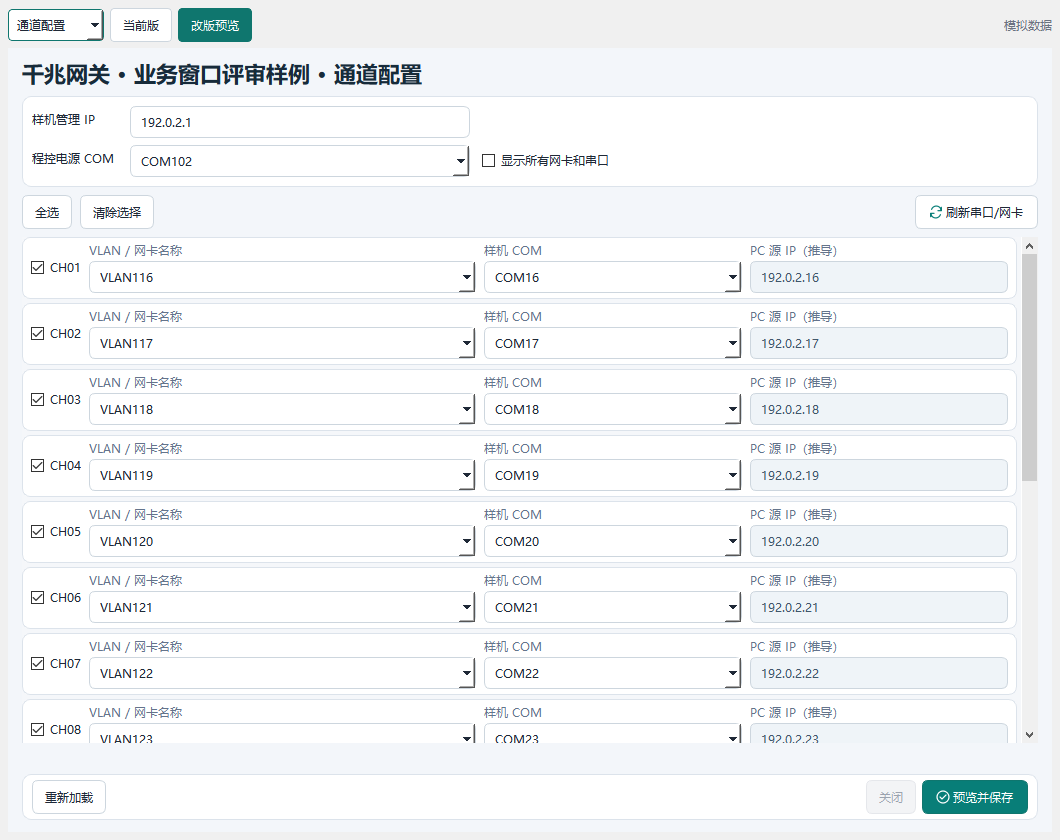 通道配置 当前版 改版预览 模拟数据
千兆网关 • 业务窗口评审样例 • 通道配置
样机管理 IP 192.0.2.1
程控电源 COM COM102 显示所有网卡和串口
全选 清除选择 刷新串口/网卡
VLAN / 网卡名称 样机 COM PC 源 IP (推导)
CH01 VLAN116 COM16 192.0.2.16
VLAN / 网卡名称 样机 COM PC 源 IP (推导)
CH02 VLAN117 COM17 192.0.2.17
VLAN / 网卡名称 样机 COM PC 源 IP (推导)
CH03 VLAN118 COM18 192.0.2.18
VLAN / 网卡名称 样机 COM PC 源 IP (推导)
CH04 VLAN119 COM19 192.0.2.19
VLAN / 网卡名称 样机 COM PC 源 IP (推导)
CH05 VLAN120 COM20 192.0.2.20
VLAN / 网卡名称 样机 COM PC 源 IP (推导)
CH06 VLAN121 COM21 192.0.2.21
VLAN / 网卡名称 样机 COM PC 源 IP (推导)
CH07 VLAN122 COM22 192.0.2.22
VLAN / 网卡名称 样机 COM PC 源 IP (推导)
CH08 VLAN123 COM23 192.0.2.23
重新加载 关闭 预览并保存